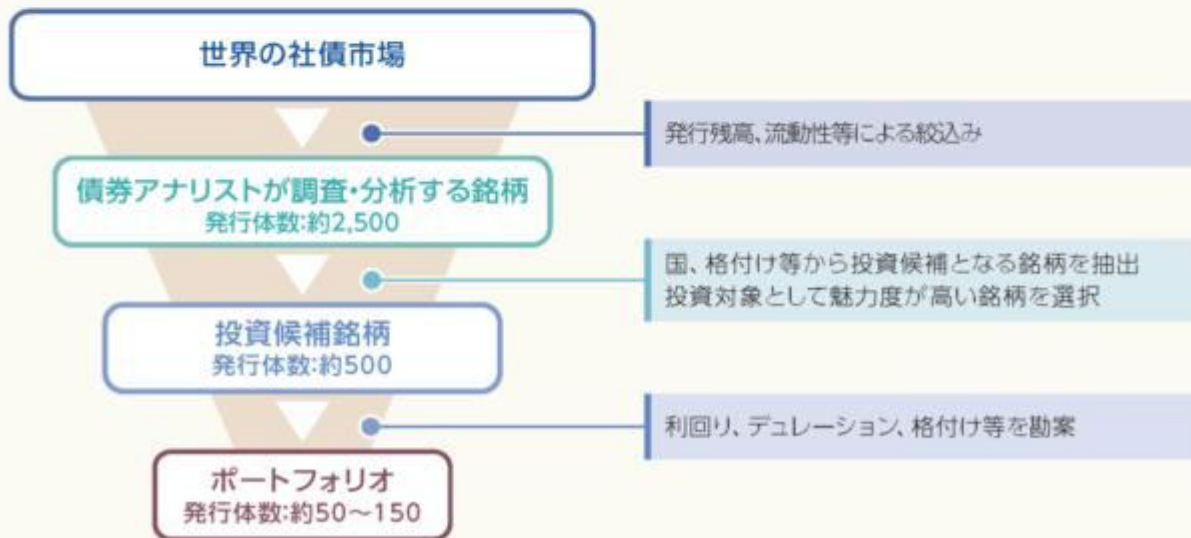 世界の社債市場
発行残高、流動性等による絞込み
債券アナリストが調査・分析する銘柄
発行体数:約2,500
国、格付け等から投資候補となる銘柄を抽出
投資対象として魅力度が高い銘柄を選択
投資候補銘柄
発行体数:約500
利回り、デュレーション、格付け等を勘案
ポートフォリオ
発行体数:約50～150